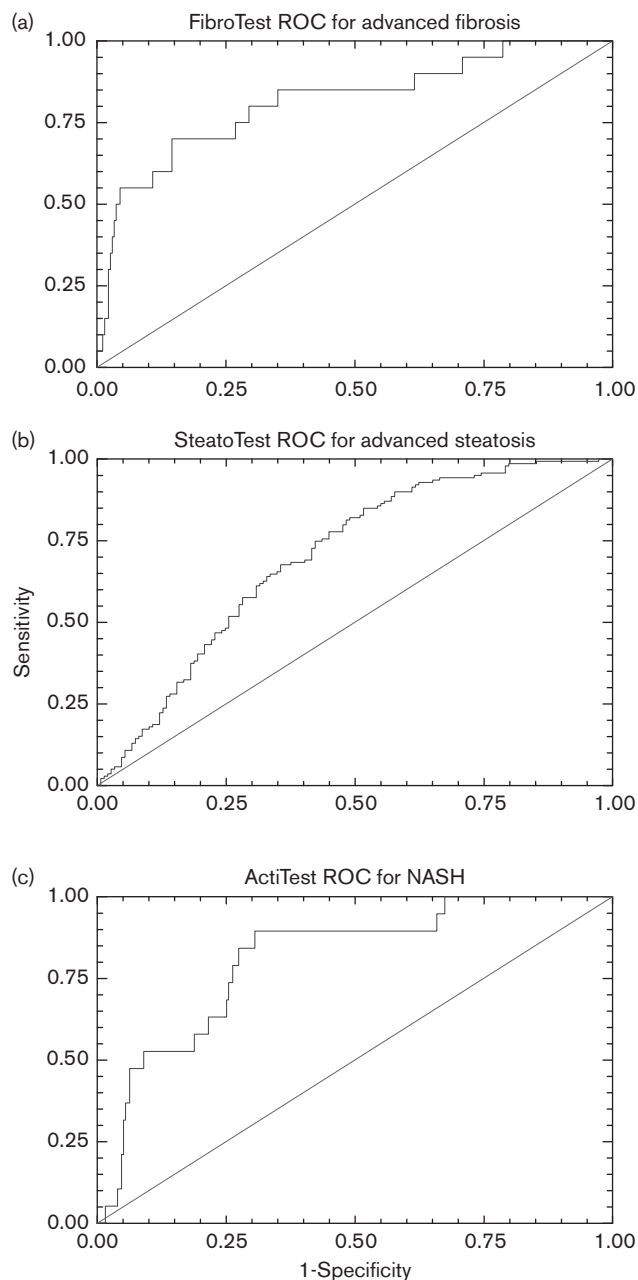 (a)
FibroTest ROC for advanced fibrosis
1.00
0.75
0.50
0.25
0.00
0.00 0.25 0.50 0.75 1.00
(b)
SteatoTest ROC for advanced steatosis
1.00
0.75
0.50
0.25
0.00
Sensitivity
0.00 0.25 0.50 0.75 1.00
(c)
ActiTest ROC for NASH
1.00
0.75
0.50
0.25
0.00
0.00 0.25 0.50 0.75 1.00
1-Specificity